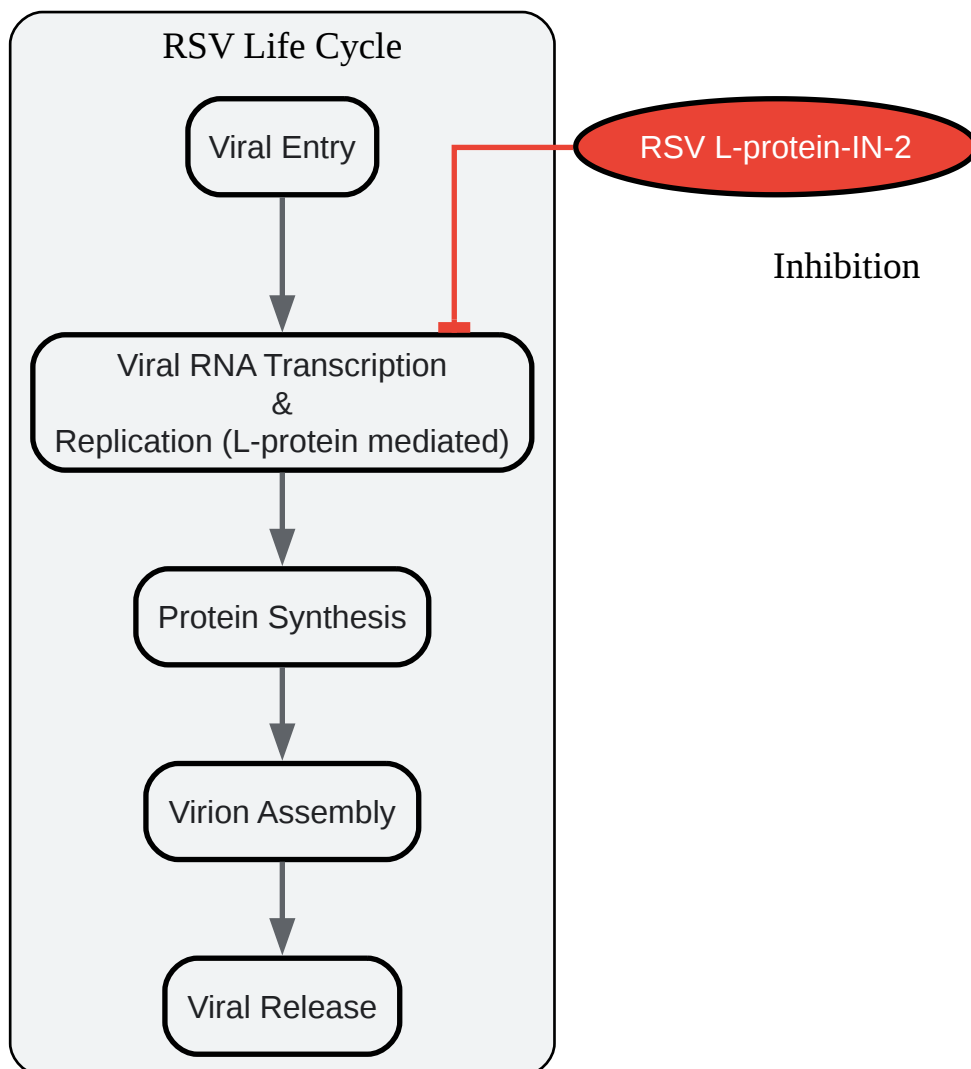 RSV Life Cycle
Viral Entry
RSV L-protein-IN-2
Inhibition
Viral RNA Transcription
&
Replication (L-protein mediated)
Protein Synthesis
Virion Assembly
Viral Release